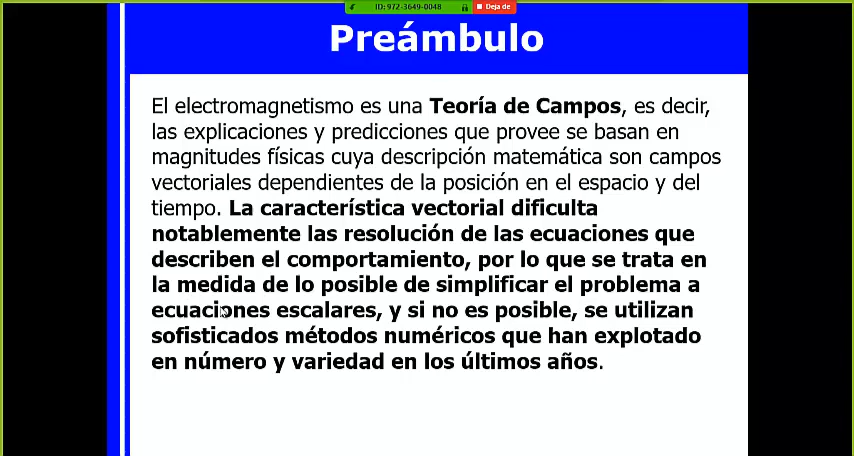 ID: 972-3649-0048
Deja de
Preámbulo
El electromagnetismo es una Teoría de Campos, es decir,
las explicaciones y predicciones que provee se basan en
magnitudes físicas cuya descripción matemática son campos
vectoriales dependientes de la posición en el espacio y del
tiempo. La característica vectorial dificulta
notablemente las resolución de las ecuaciones que
describen el comportamiento, por lo que se trata en
la medida de lo posible de simplificar el problema a
ecuaciones escalares, y si no es posible, se utilizan
sofisticados métodos numéricos que han explotado
en número y variedad en los últimos años.